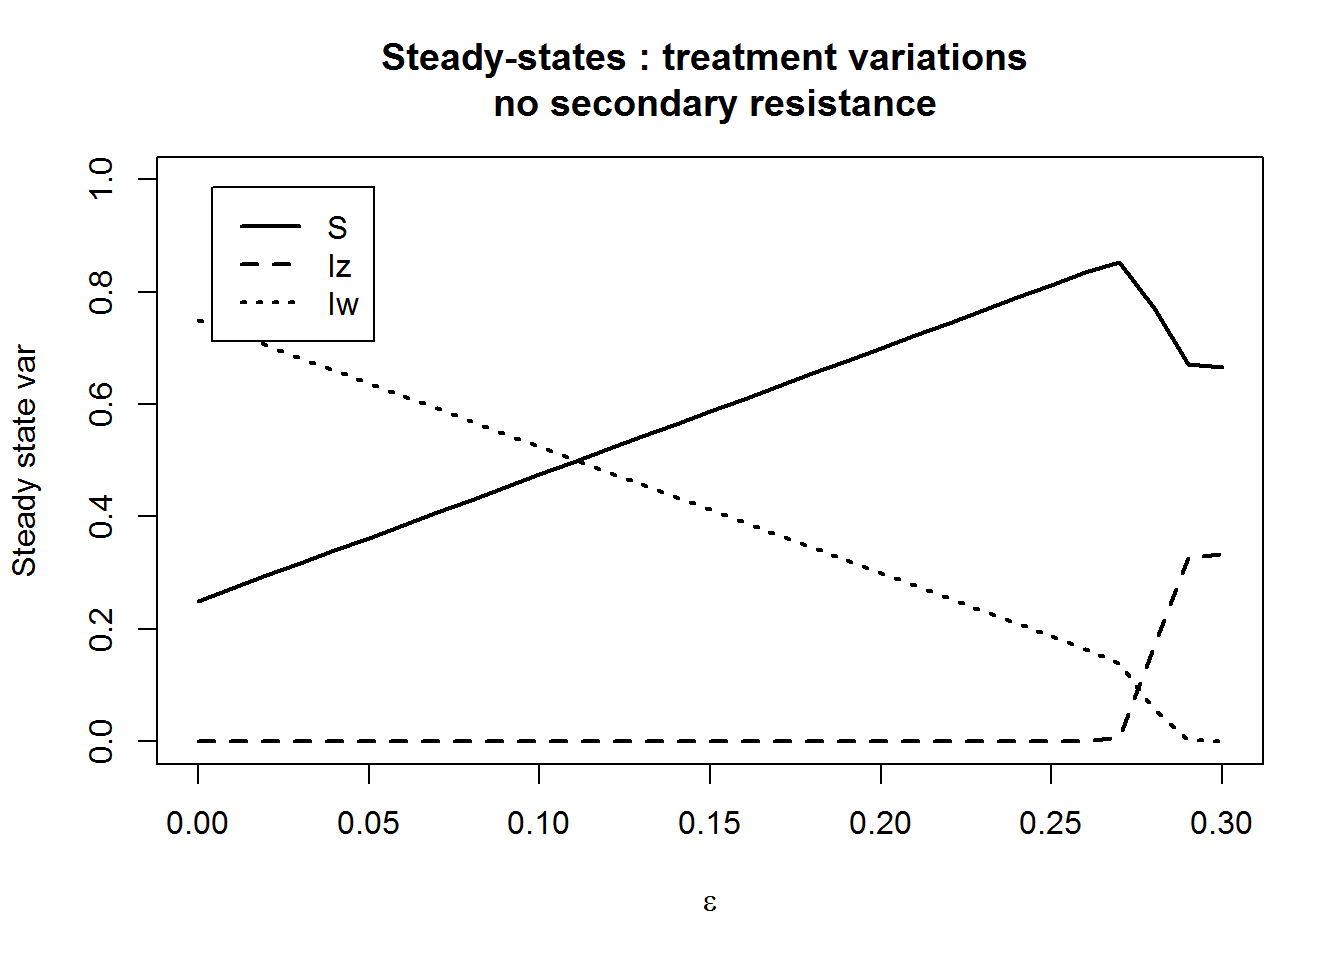 Steady-states : treatment variations
no secondary resistance
Steady state var
1.0
0.8
0.6
0.4
0.2
0.0
S
Iz
Iw
0.00 0.05 0.10 0.15 0.20 0.25 0.30
ε